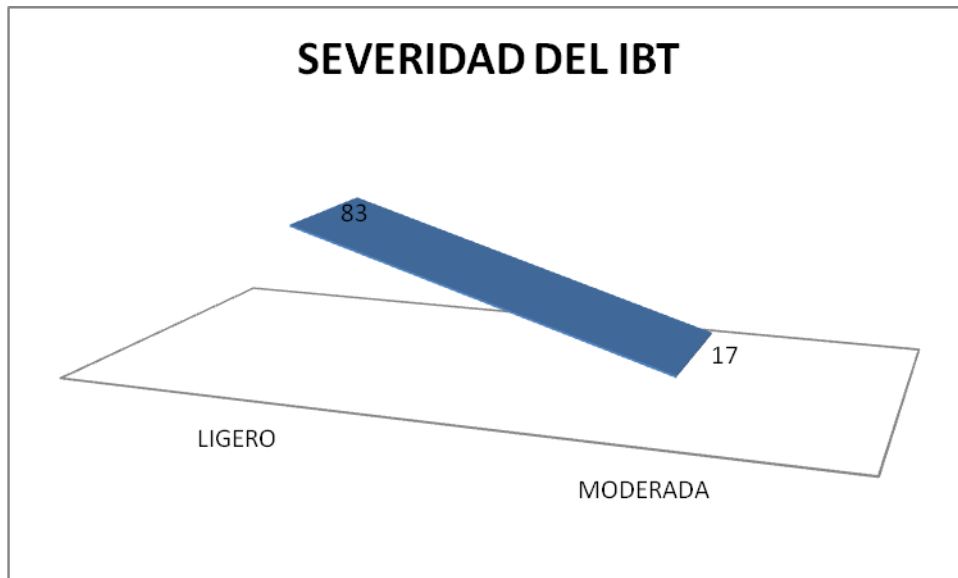 SEVERIDAD DEL IBT
83
17
LIGERO
MODERADA